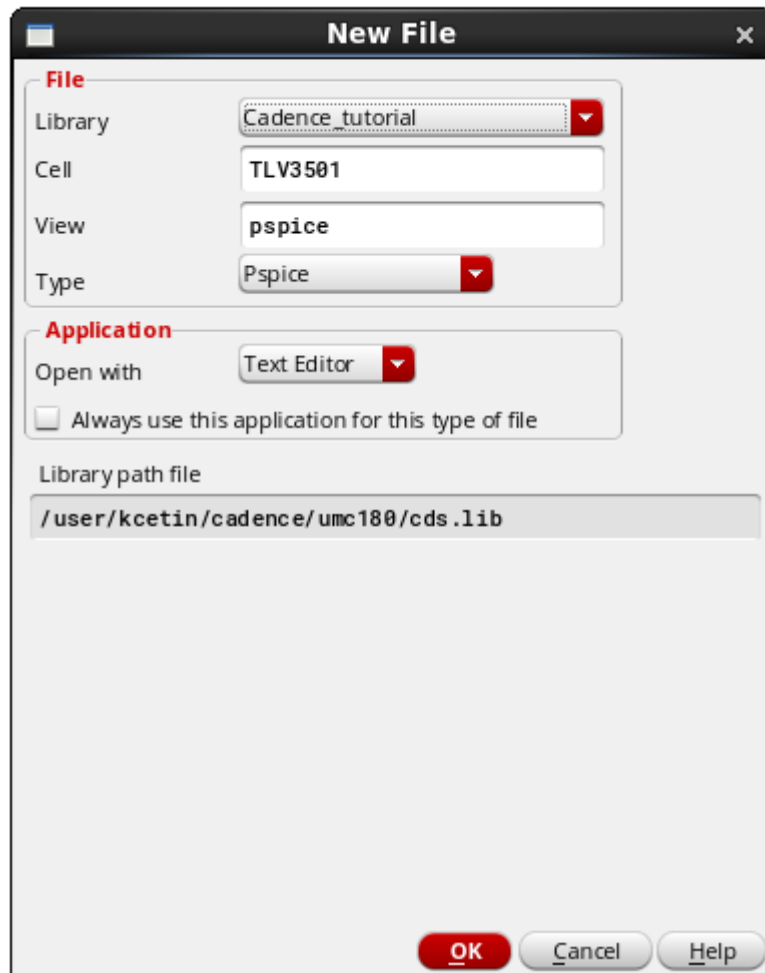 New File
File
Library Cadence_tutorial
Cell TLV3501
View pspice
Type Pspice
Application
Open with Text Editor
Always use this application for this type of file
Library path file
/user/kcetin/cadence/umc180/cds.lib
OK Cancel Help